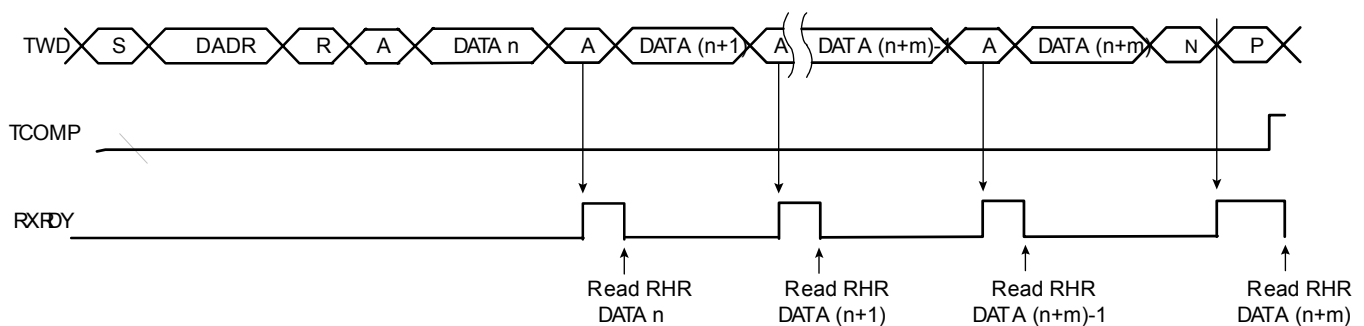 TWD S DADR R A DATA n A DATA (n+1) A DATA (n+m)-1 A DATA (n+m) N P
TCOMP
RXRDY
Read RHR
DATA n
Read RHR
DATA (n+1)
Read RHR
DATA (n+m)-1
Read RHR
DATA (n+m)